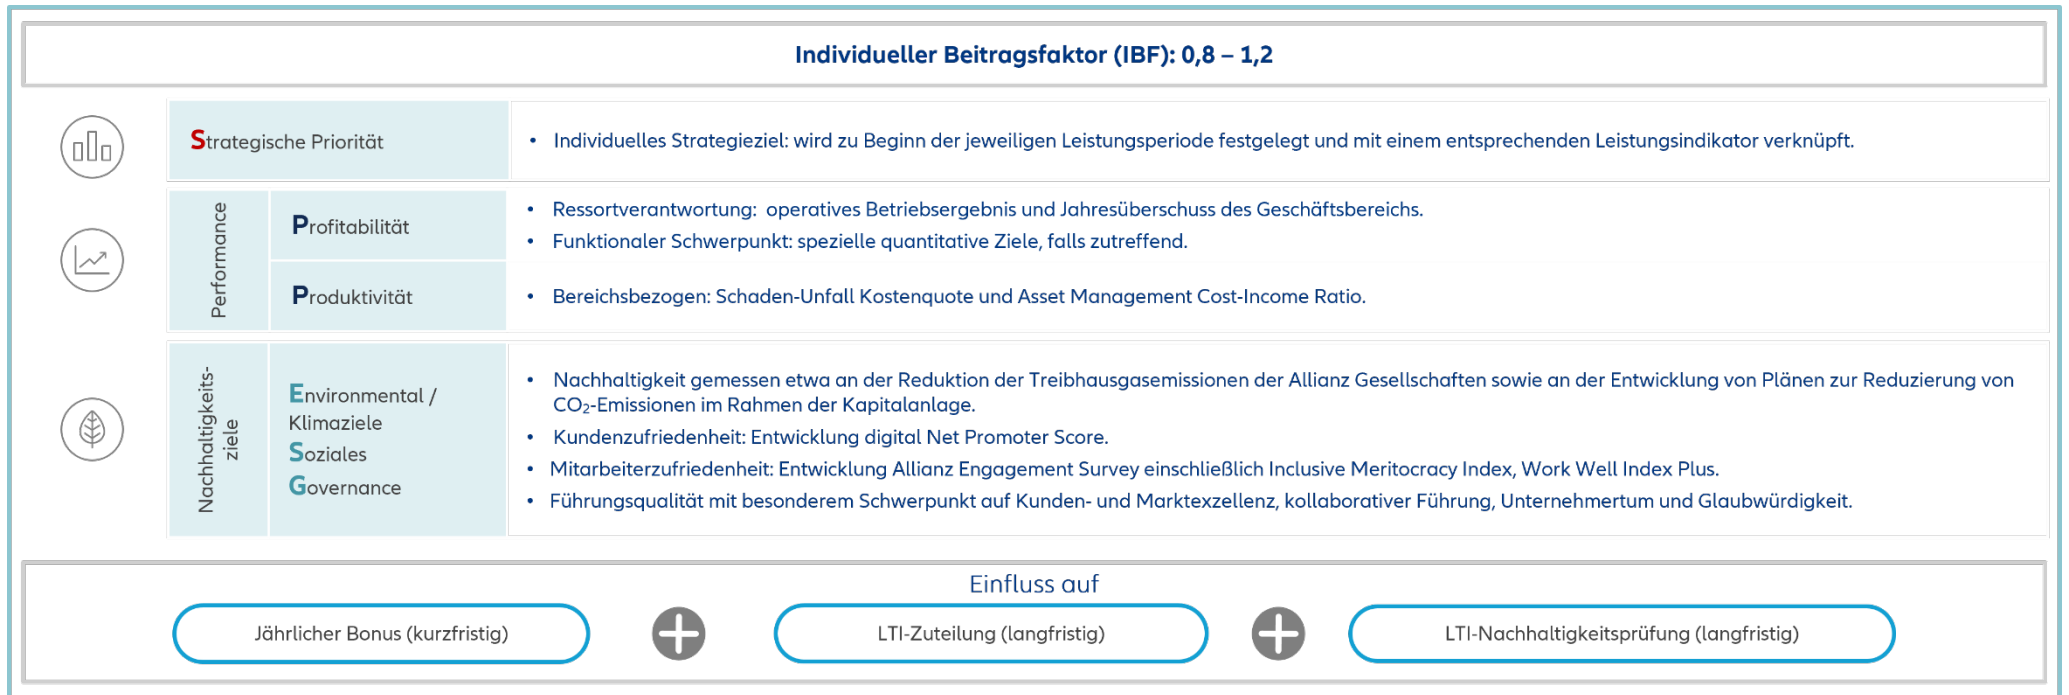 Individueller Beitragsfaktor (IBF): 0,8 – 1,2
Strategische Priorität
• Individuelles Strategieziel: wird zu Beginn der jeweiligen Leistungsperiode festgelegt und mit einem entsprechenden Leistungsindikator verknüpft.
Performance
Profitabilität
• Ressortverantwortung: operatives Betriebsergebnis und Jahresüberschuss des Geschäftsbereichs.
• Funktionaler Schwerpunkt: spezielle quantitative Ziele, falls zutreffend.
Produktivität
• Bereichsbezogen: Schaden-Unfall Kostenquote und Asset Management Cost-Income Ratio.
Nachhaltigkeits-
ziele
Environmental /
Klimaziele
Soziales
Governance
• Nachhaltigkeit gemessen etwa an der Reduktion der Treibhausgasemissionen der Allianz Gesellschaften sowie an der Entwicklung von Plänen zur Reduzierung von
CO₂-Emissionen im Rahmen der Kapitalanlage.
• Kundenzufriedenheit: Entwicklung digital Net Promoter Score.
• Mitarbeiterzufriedenheit: Entwicklung Allianz Engagement Survey einschließlich Inclusive Meritocracy Index, Work Well Index Plus.
• Führungsqualität mit besonderem Schwerpunkt auf Kunden- und Marktexzellenz, kollaborativer Führung, Unternehmertum und Glaubwürdigkeit.
Einfluss auf
Jährlicher Bonus (kurzfristig)
LTI-Zuteilung (langfristig)
LTI-Nachhaltigkeitsprüfung (langfristig)